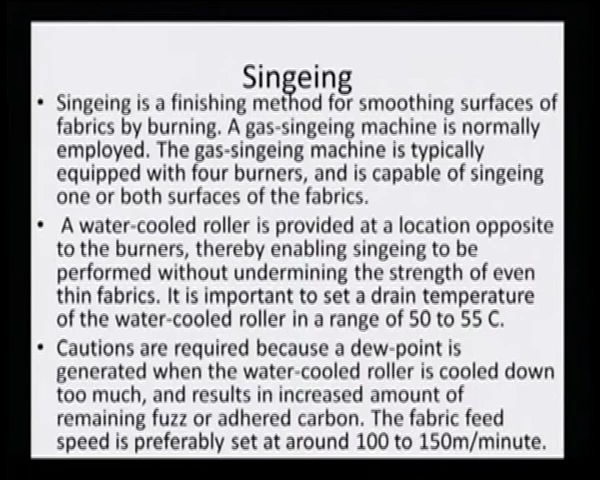 Singeing
• Singeing is a finishing method for smoothing surfaces of
fabrics by burning. A gas-singeing machine is normally
employed. The gas-singeing machine is typically
equipped with four burners, and is capable of singeing
one or both surfaces of the fabrics.
• A water-cooled roller is provided at a location opposite
to the burners, thereby enabling singeing to be
performed without undermining the strength of even
thin fabrics. It is important to set a drain temperature
of the water-cooled roller in a range of 50 to 55 C.
• Cautions are required because a dew-point is
generated when the water-cooled roller is cooled down
too much, and results in increased amount of
remaining fuzz or adhered carbon. The fabric feed
speed is preferably set at around 100 to 150m/minute.